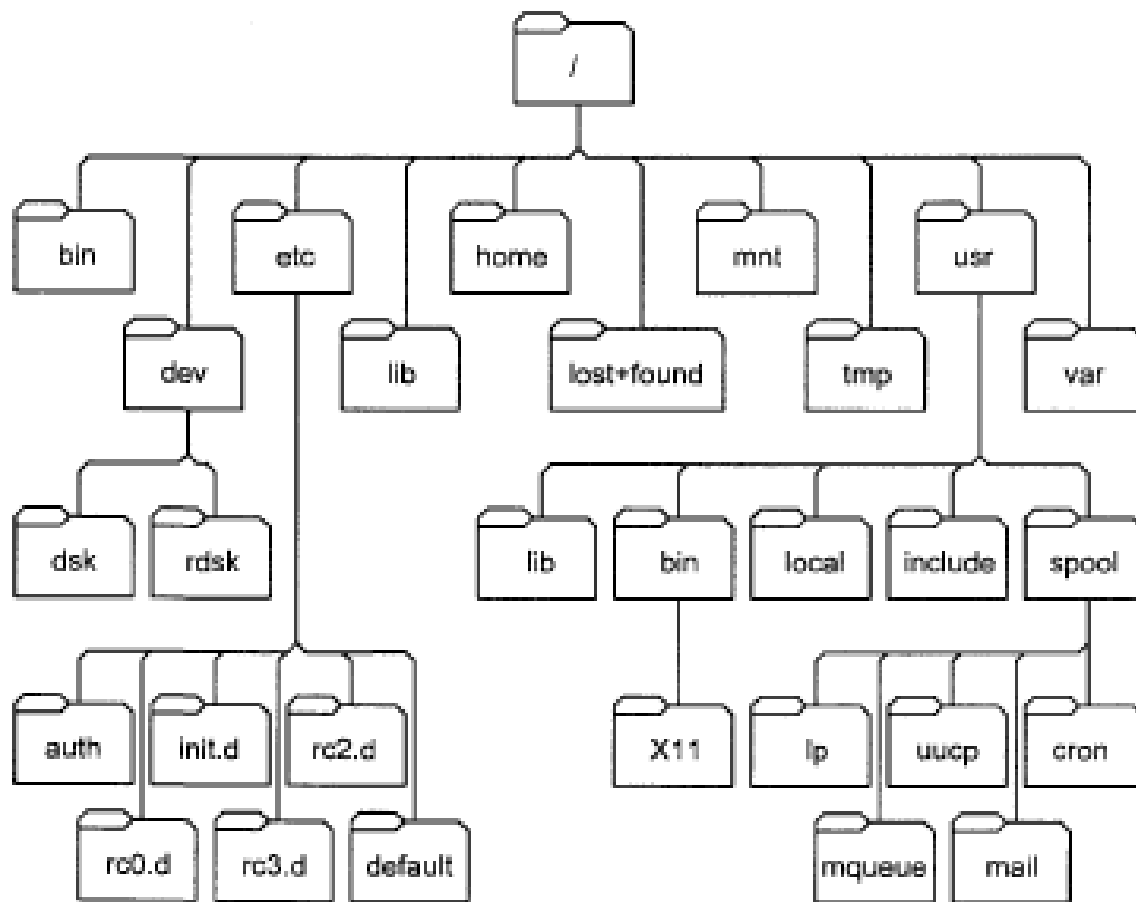 /
bin
etc
home
mnt
usr
dev
lib
lost+found
tmp
var
dsk
rdsk
lib
bin
local
include
spool
auth
init.d
rc2.d
X11
lp
uucp
cron
rc0.d
rc3.d
default
mqueue
mail